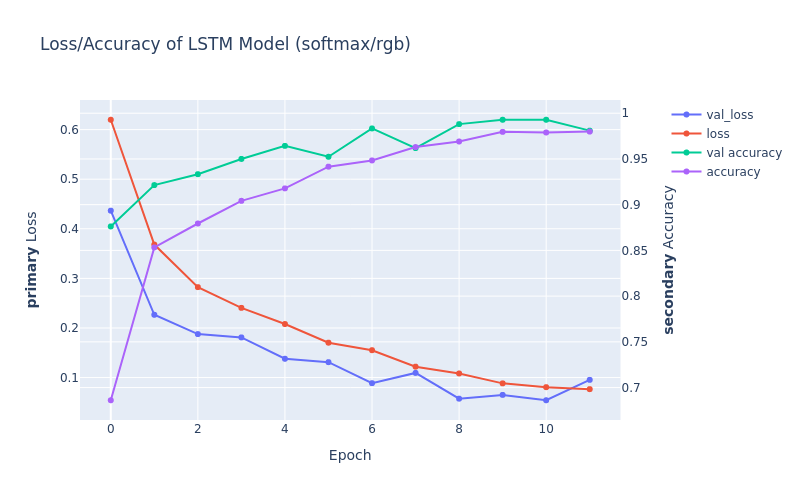 Loss/Accuracy of LSTM Model (softmax/rgb)
val_loss
loss
val accuracy
accuracy
primary Loss
0.6
0.5
0.4
0.3
0.2
0.1
1
0.95
0.9
0.85
0.8
0.75
0.7
secondary Accuracy
0 2 4 6 8 10
Epoch